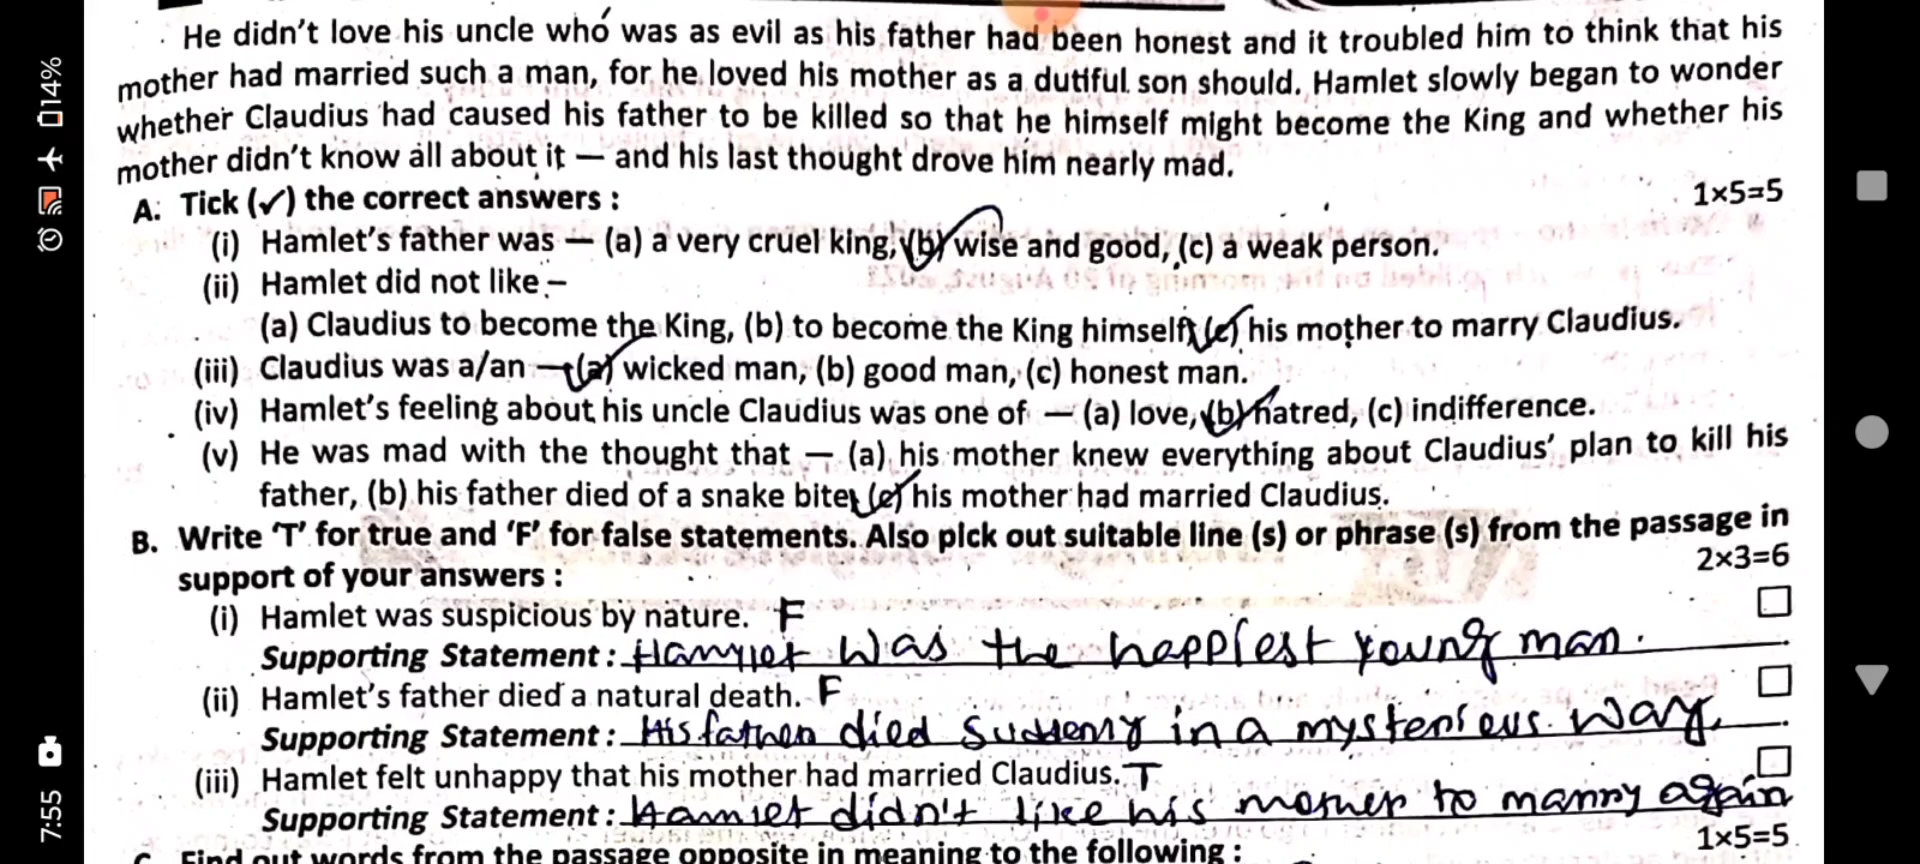 He didn't love his uncle who was as evil as his father had been honest and it troubled him to think that his
mother had married such a man, for he loved his mother as a dutiful son should. Hamlet slowly began to wonder
whether Claudius had caused his father to be killed so that he himself might become the King and whether his
mother didn't know all about it — and his last thought drove him nearly mad.
A. Tick (✓) the correct answers : 1×5=5
(i) Hamlet's father was — (a) a very cruel king, (b) wise and good, (c) a weak person.
(ii) Hamlet did not like –
(a) Claudius to become the King, (b) to become the King himself, (c) his mother to marry Claudius.
(iii) Claudius was a/an — (a) wicked man, (b) good man, (c) honest man.
(iv) Hamlet's feeling about his uncle Claudius was one of — (a) love, (b) hatred, (c) indifference.
(v) He was mad with the thought that — (a) his mother knew everything about Claudius' plan to kill his
father, (b) his father died of a snake bite, (c) his mother had married Claudius.
B. Write 'T' for true and 'F' for false statements. Also pick out suitable line (s) or phrase (s) from the passage in
support of your answers : 2×3=6
(i) Hamlet was suspicious by nature. F
Supporting Statement : Hamlet was the happiest young man.
(ii) Hamlet's father died a natural death. F
Supporting Statement : His father died suddenly in a mysterious way.
(iii) Hamlet felt unhappy that his mother had married Claudius. T
Supporting Statement : Hamlet didn't like his mother to marry again
1×5=5
C. Find out words from the passage opposite in meaning to the following :
14%
7:55